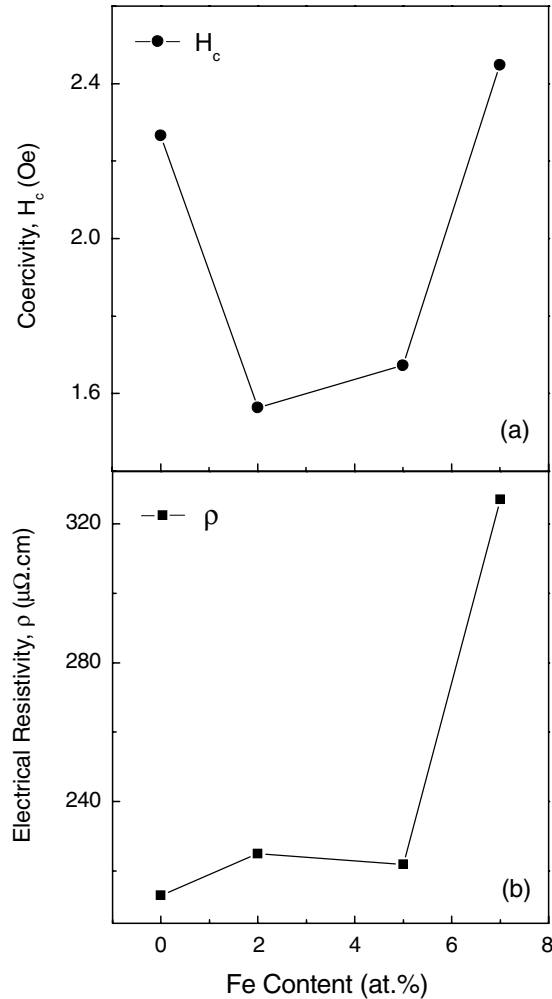 H_c
2.4
2.0
1.6
Coercivity, H_c (Oe)
(a)
ρ
320
280
240
Electrical Resistivity, ρ (μΩ.cm)
(b)
0 2 4 6 8
Fe Content (at.%)